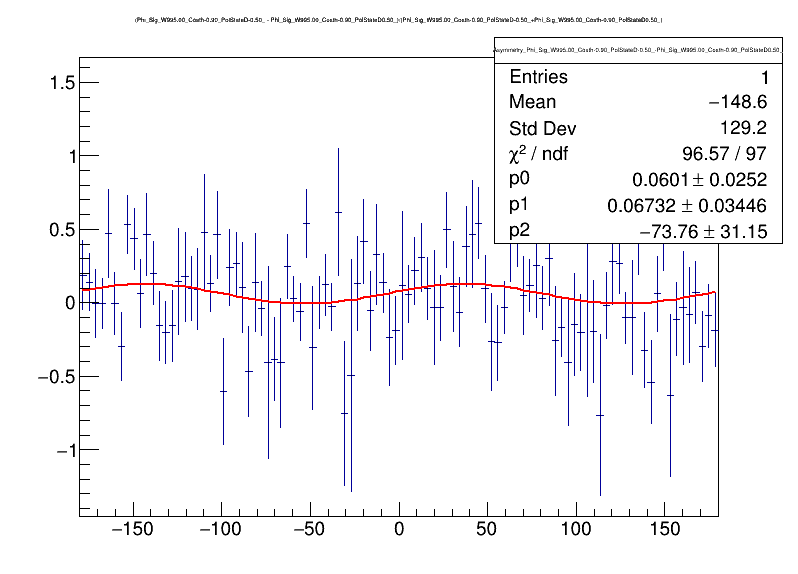 (Phi_Sig_W995.00_Costh-0.90_PolStateD-0.50_ - Phi_Sig_W995.00_Costh-0.90_PolStateD0.50_)/(Phi_Sig_W995.00_Costh-0.90_PolStateD-0.50_+Phi_Sig_W995.00_Costh-0.90_PolStateD0.50_)
Asymmetry_Phi_Sig_W995.00_Costh-0.90_PolStateD-0.50_-Phi_Sig_W995.00_Costh-0.90_PolStateD0.50_
Entries 1
Mean −148.6
Std Dev 129.2
χ² / ndf 96.57 / 97
p0 0.0601 ± 0.0252
p1 0.06732 ± 0.03446
p2 −73.76 ± 31.15
1.5
1
0.5
0
−0.5
−1
−150 −100 −50 0 50 100 150